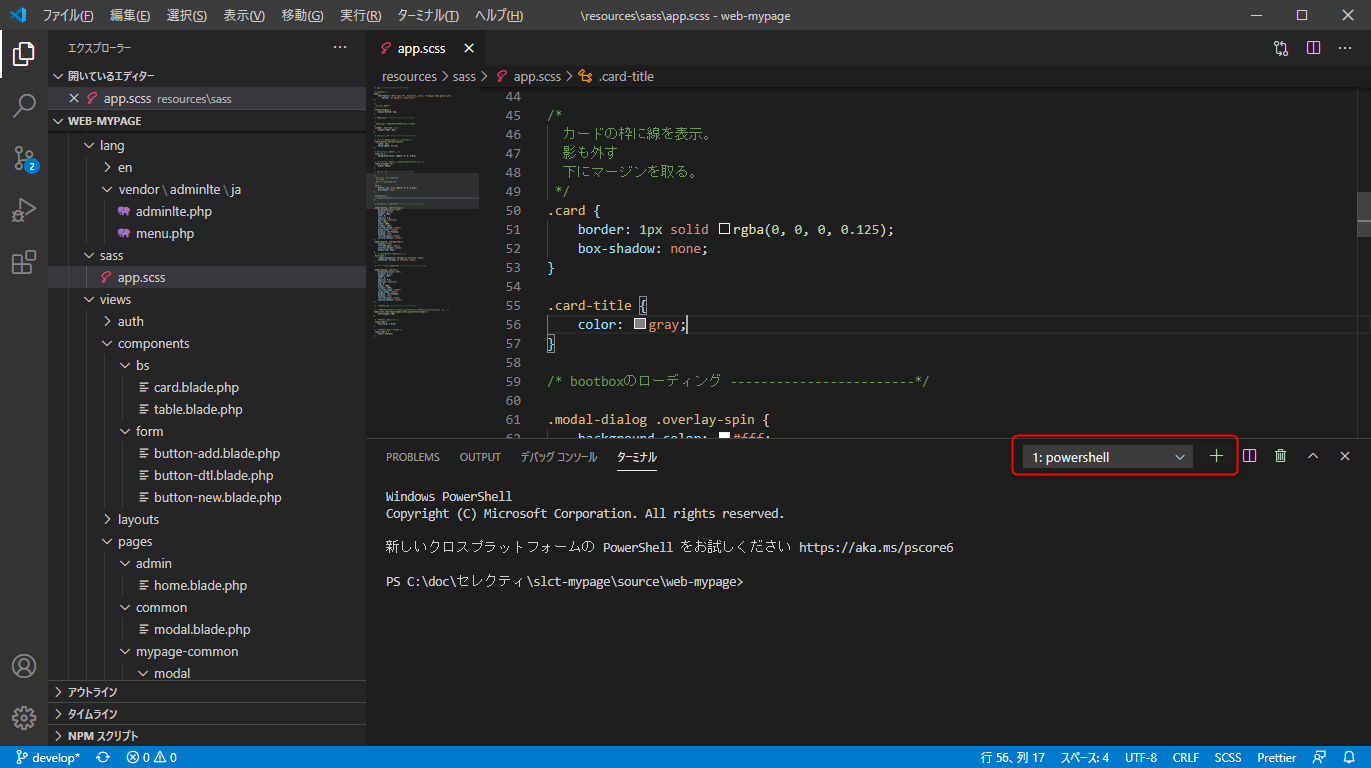 ファイル(F) 編集(E) 選択(S) 表示(V) 移動(G) 実行(R) ターミナル(T) ヘルプ(H) \resources\sass\app.scss - web-mypage
エクスプローラー
開いているエディター
app.scss resources\sass
WEB-MYPAGE
lang
en
vendor \ adminlte \ ja
adminlte.php
menu.php
sass
app.scss
views
auth
components
bs
card.blade.php
table.blade.php
form
button-add.blade.php
button-dtl.blade.php
button-new.blade.php
layouts
pages
admin
home.blade.php
common
modal.blade.php
mypage-common
modal
アウトライン
タイムライン
NPM スクリプト
2
app.scss
resources > sass > app.scss > .card-title
44
45 /*
46 カードの枠に線を表示。
47 影も外す
48 下にマージンを取る。
49 */
50 .card {
51 border: 1px solid rgba(0, 0, 0, 0.125);
52 box-shadow: none;
53 }
54
55 .card-title {
56 color: gray;
57 }
58
59 /* bootboxのローディング ------------------------*/
60
61 .modal-dialog .overlay-spin {
62 background-color: #fff;
PROBLEMS OUTPUT デバッグ コンソール ターミナル 1: powershell
Windows PowerShell
Copyright (C) Microsoft Corporation. All rights reserved.
新しいクロスプラットフォームの PowerShell をお試しください https://aka.ms/pscore6
PS C:\doc\セレクティ\slct-mypage\source\web-mypage>
develop* 0 0 行 56、列 17 スペース: 4 UTF-8 CRLF SCSS Prettier